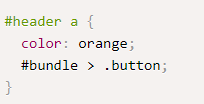 #header a {
color: orange;
#bundle > .button;
}